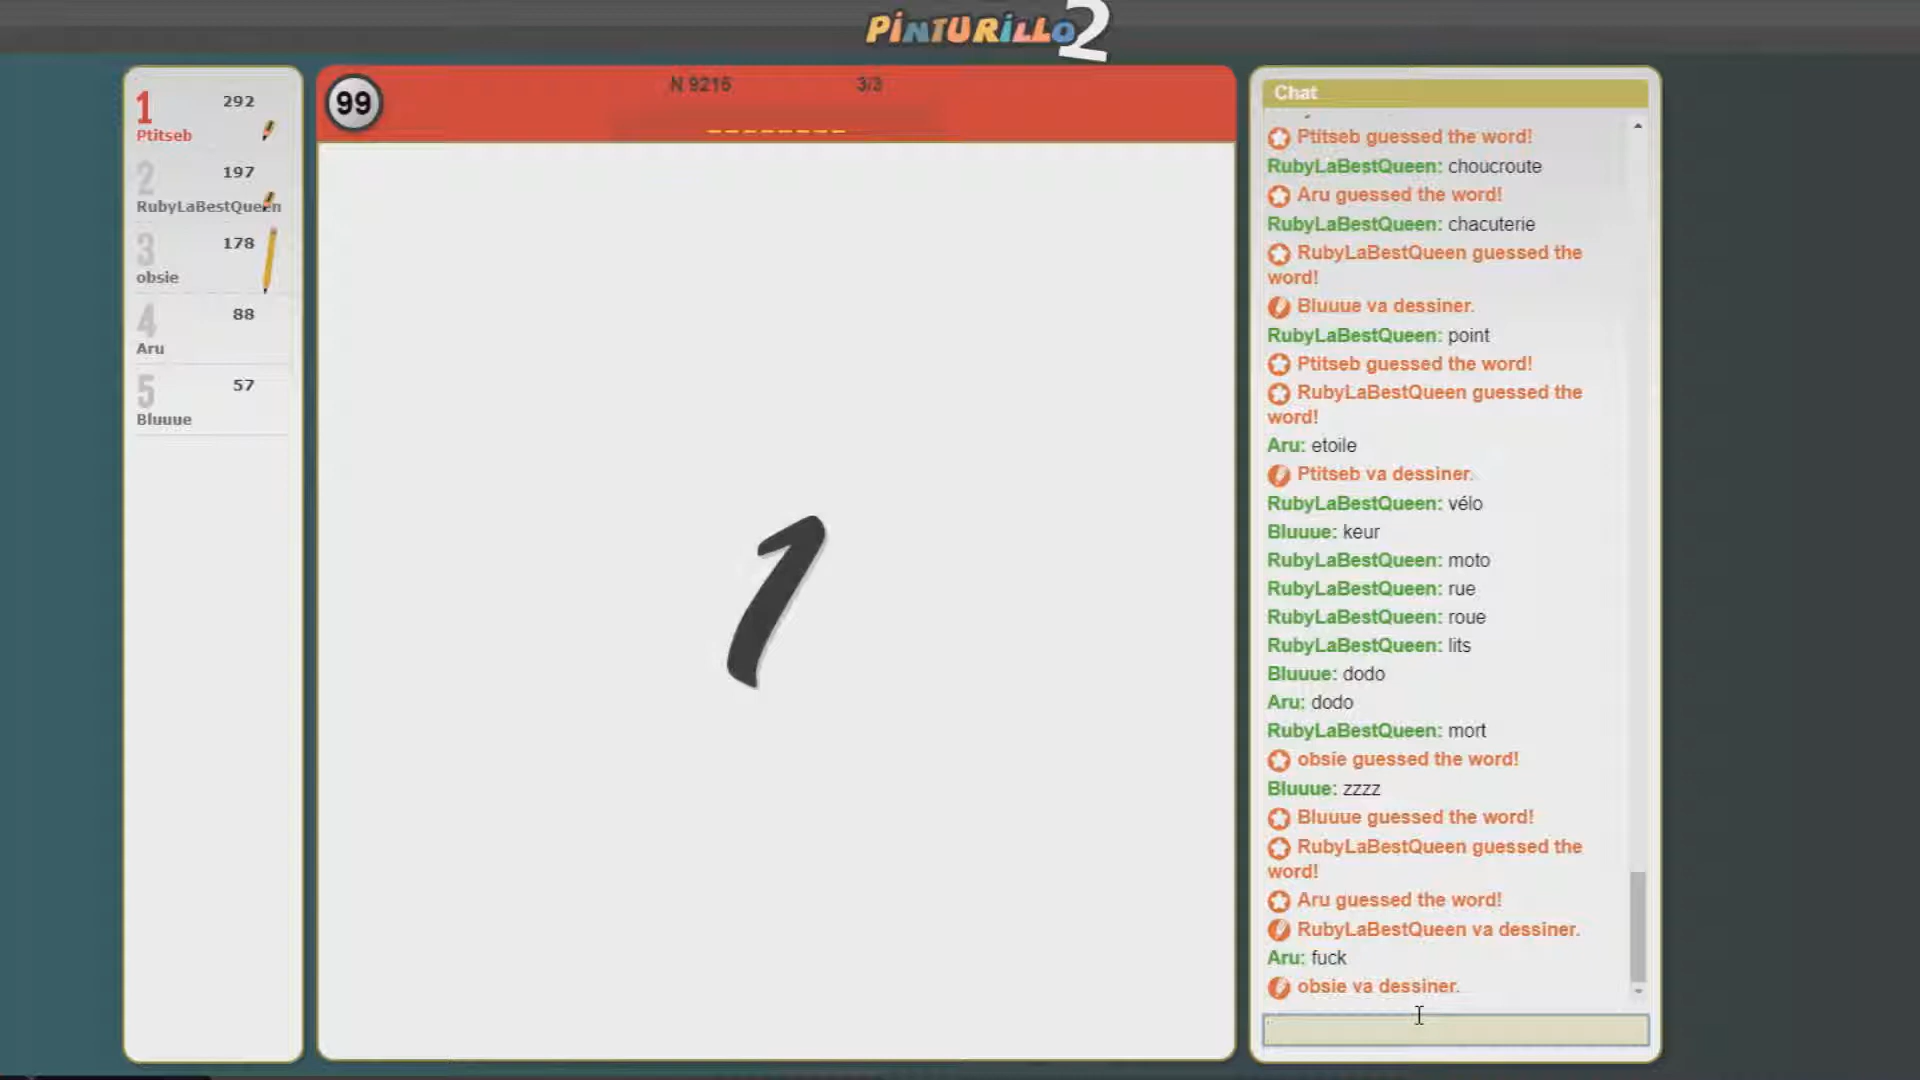 PINTURILLO 2
1 292
Ptitseb
2 197
RubyLaBestQueen
3 178
obsie
4 88
Aru
5 57
Bluuue
99
N 9215 3/3
1
Chat
Ptitseb guessed the word!
RubyLaBestQueen: choucroute
Aru guessed the word!
RubyLaBestQueen: chacuterie
RubyLaBestQueen guessed the
word!
Bluuue va dessiner.
RubyLaBestQueen: point
Ptitseb guessed the word!
RubyLaBestQueen guessed the
word!
Aru: etoile
Ptitseb va dessiner.
RubyLaBestQueen: vélo
Bluuue: keur
RubyLaBestQueen: moto
RubyLaBestQueen: rue
RubyLaBestQueen: roue
RubyLaBestQueen: lits
Bluuue: dodo
Aru: dodo
RubyLaBestQueen: mort
obsie guessed the word!
Bluuue: zzzz
Bluuue guessed the word!
RubyLaBestQueen guessed the
word!
Aru guessed the word!
RubyLaBestQueen va dessiner.
Aru: fuck
obsie va dessiner.